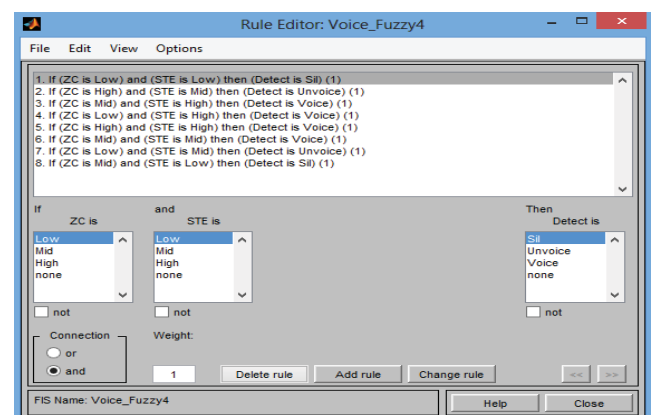 Rule Editor: Voice_Fuzzy4
File Edit View Options
1. If (ZC is Low) and (STE is Low) then (Detect is Sil) (1)
2. If (ZC is High) and (STE is Mid) then (Detect is Unvoice) (1)
3. If (ZC is Mid) and (STE is High) then (Detect is Voice) (1)
4. If (ZC is Low) and (STE is High) then (Detect is Voice) (1)
5. If (ZC is High) and (STE is High) then (Detect is Voice) (1)
6. If (ZC is Mid) and (STE is Mid) then (Detect is Voice) (1)
7. If (ZC is Low) and (STE is Mid) then (Detect is Unvoice) (1)
8. If (ZC is Mid) and (STE is Low) then (Detect is Sil) (1)
If and Then
ZC is STE is Detect is
Low Low Sil
Mid Mid Unvoice
High High Voice
none none none
not not not
Connection Weight:
or
and 1 Delete rule Add rule Change rule << >>
FIS Name: Voice_Fuzzy4 Help Close